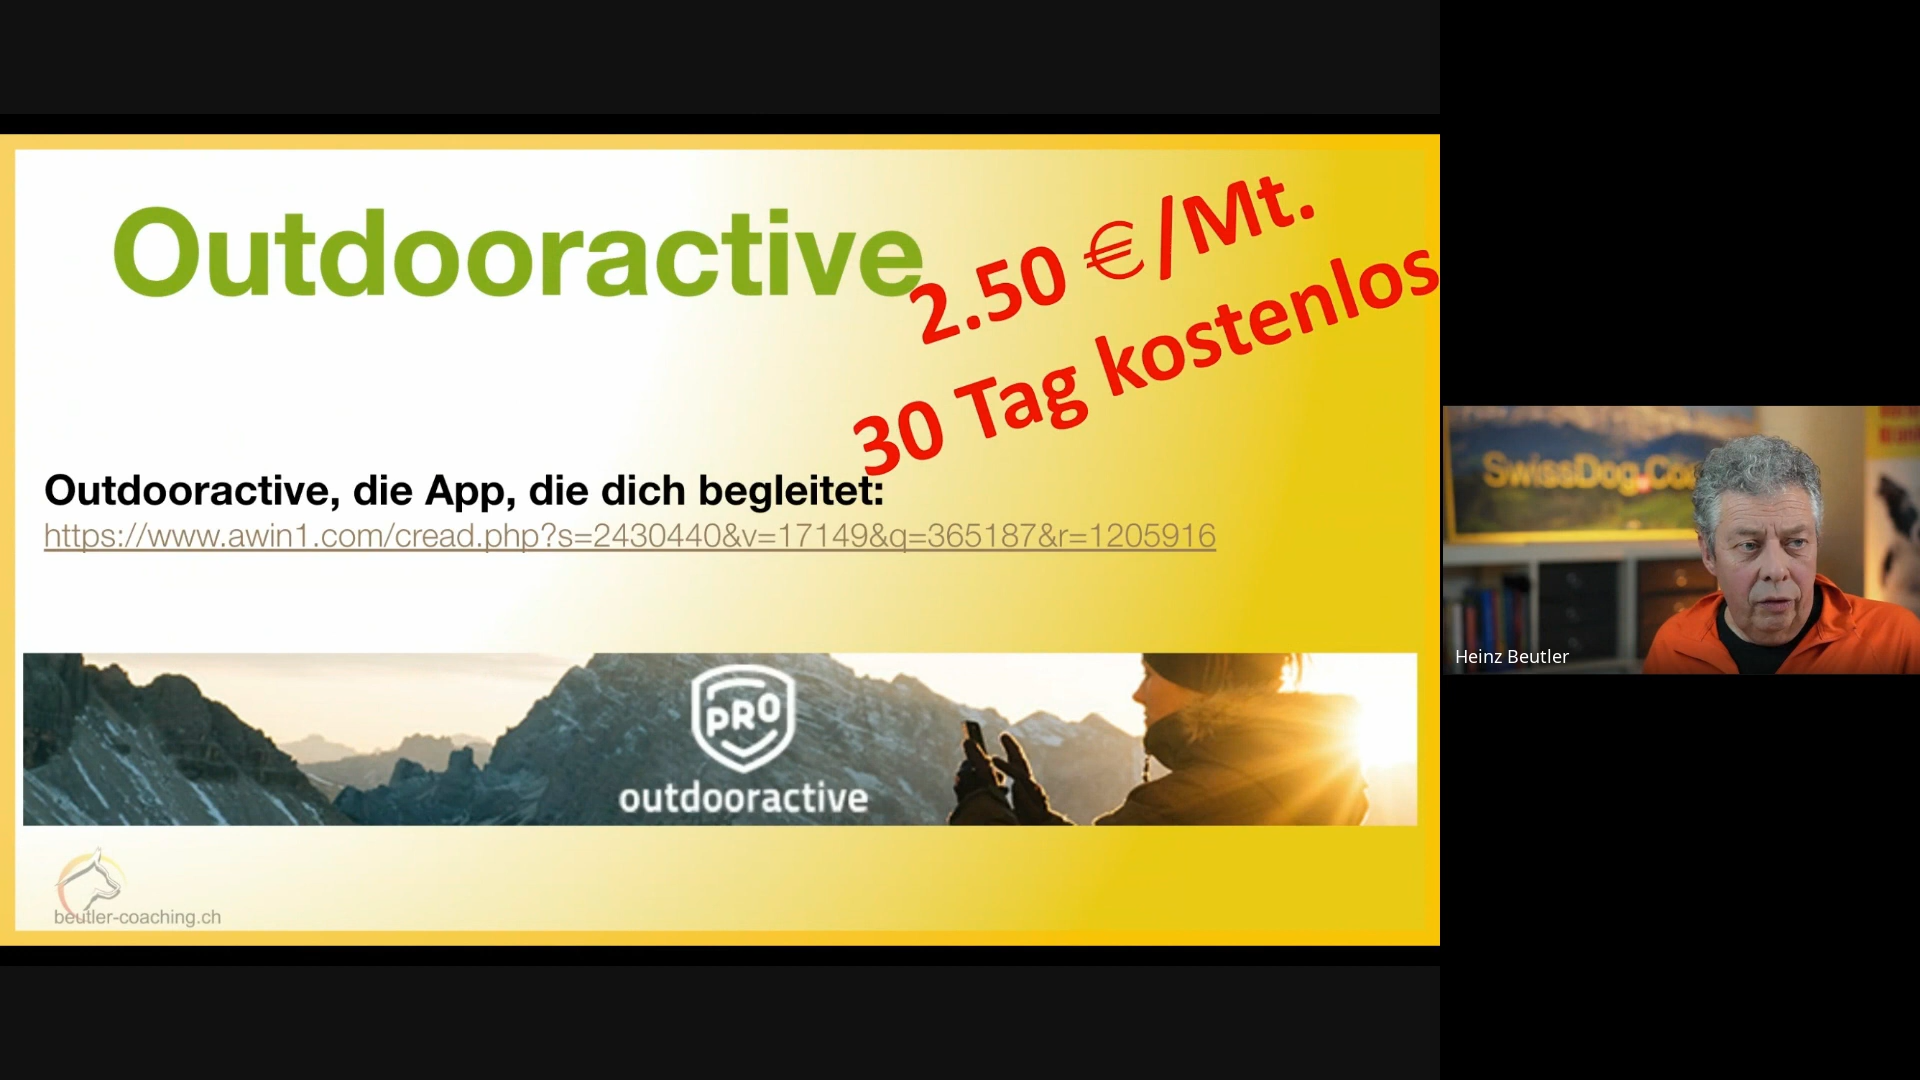 Outdooractive
2.50 €/Mt.
30 Tag kostenlos
Outdooractive, die App, die dich begleitet:
https://www.awin1.com/cread.php?s=2430440&v=17149&q=365187&r=1205916
PRO
outdooractive
beutler-coaching.ch
SwissDog.Co
Heinz Beutler